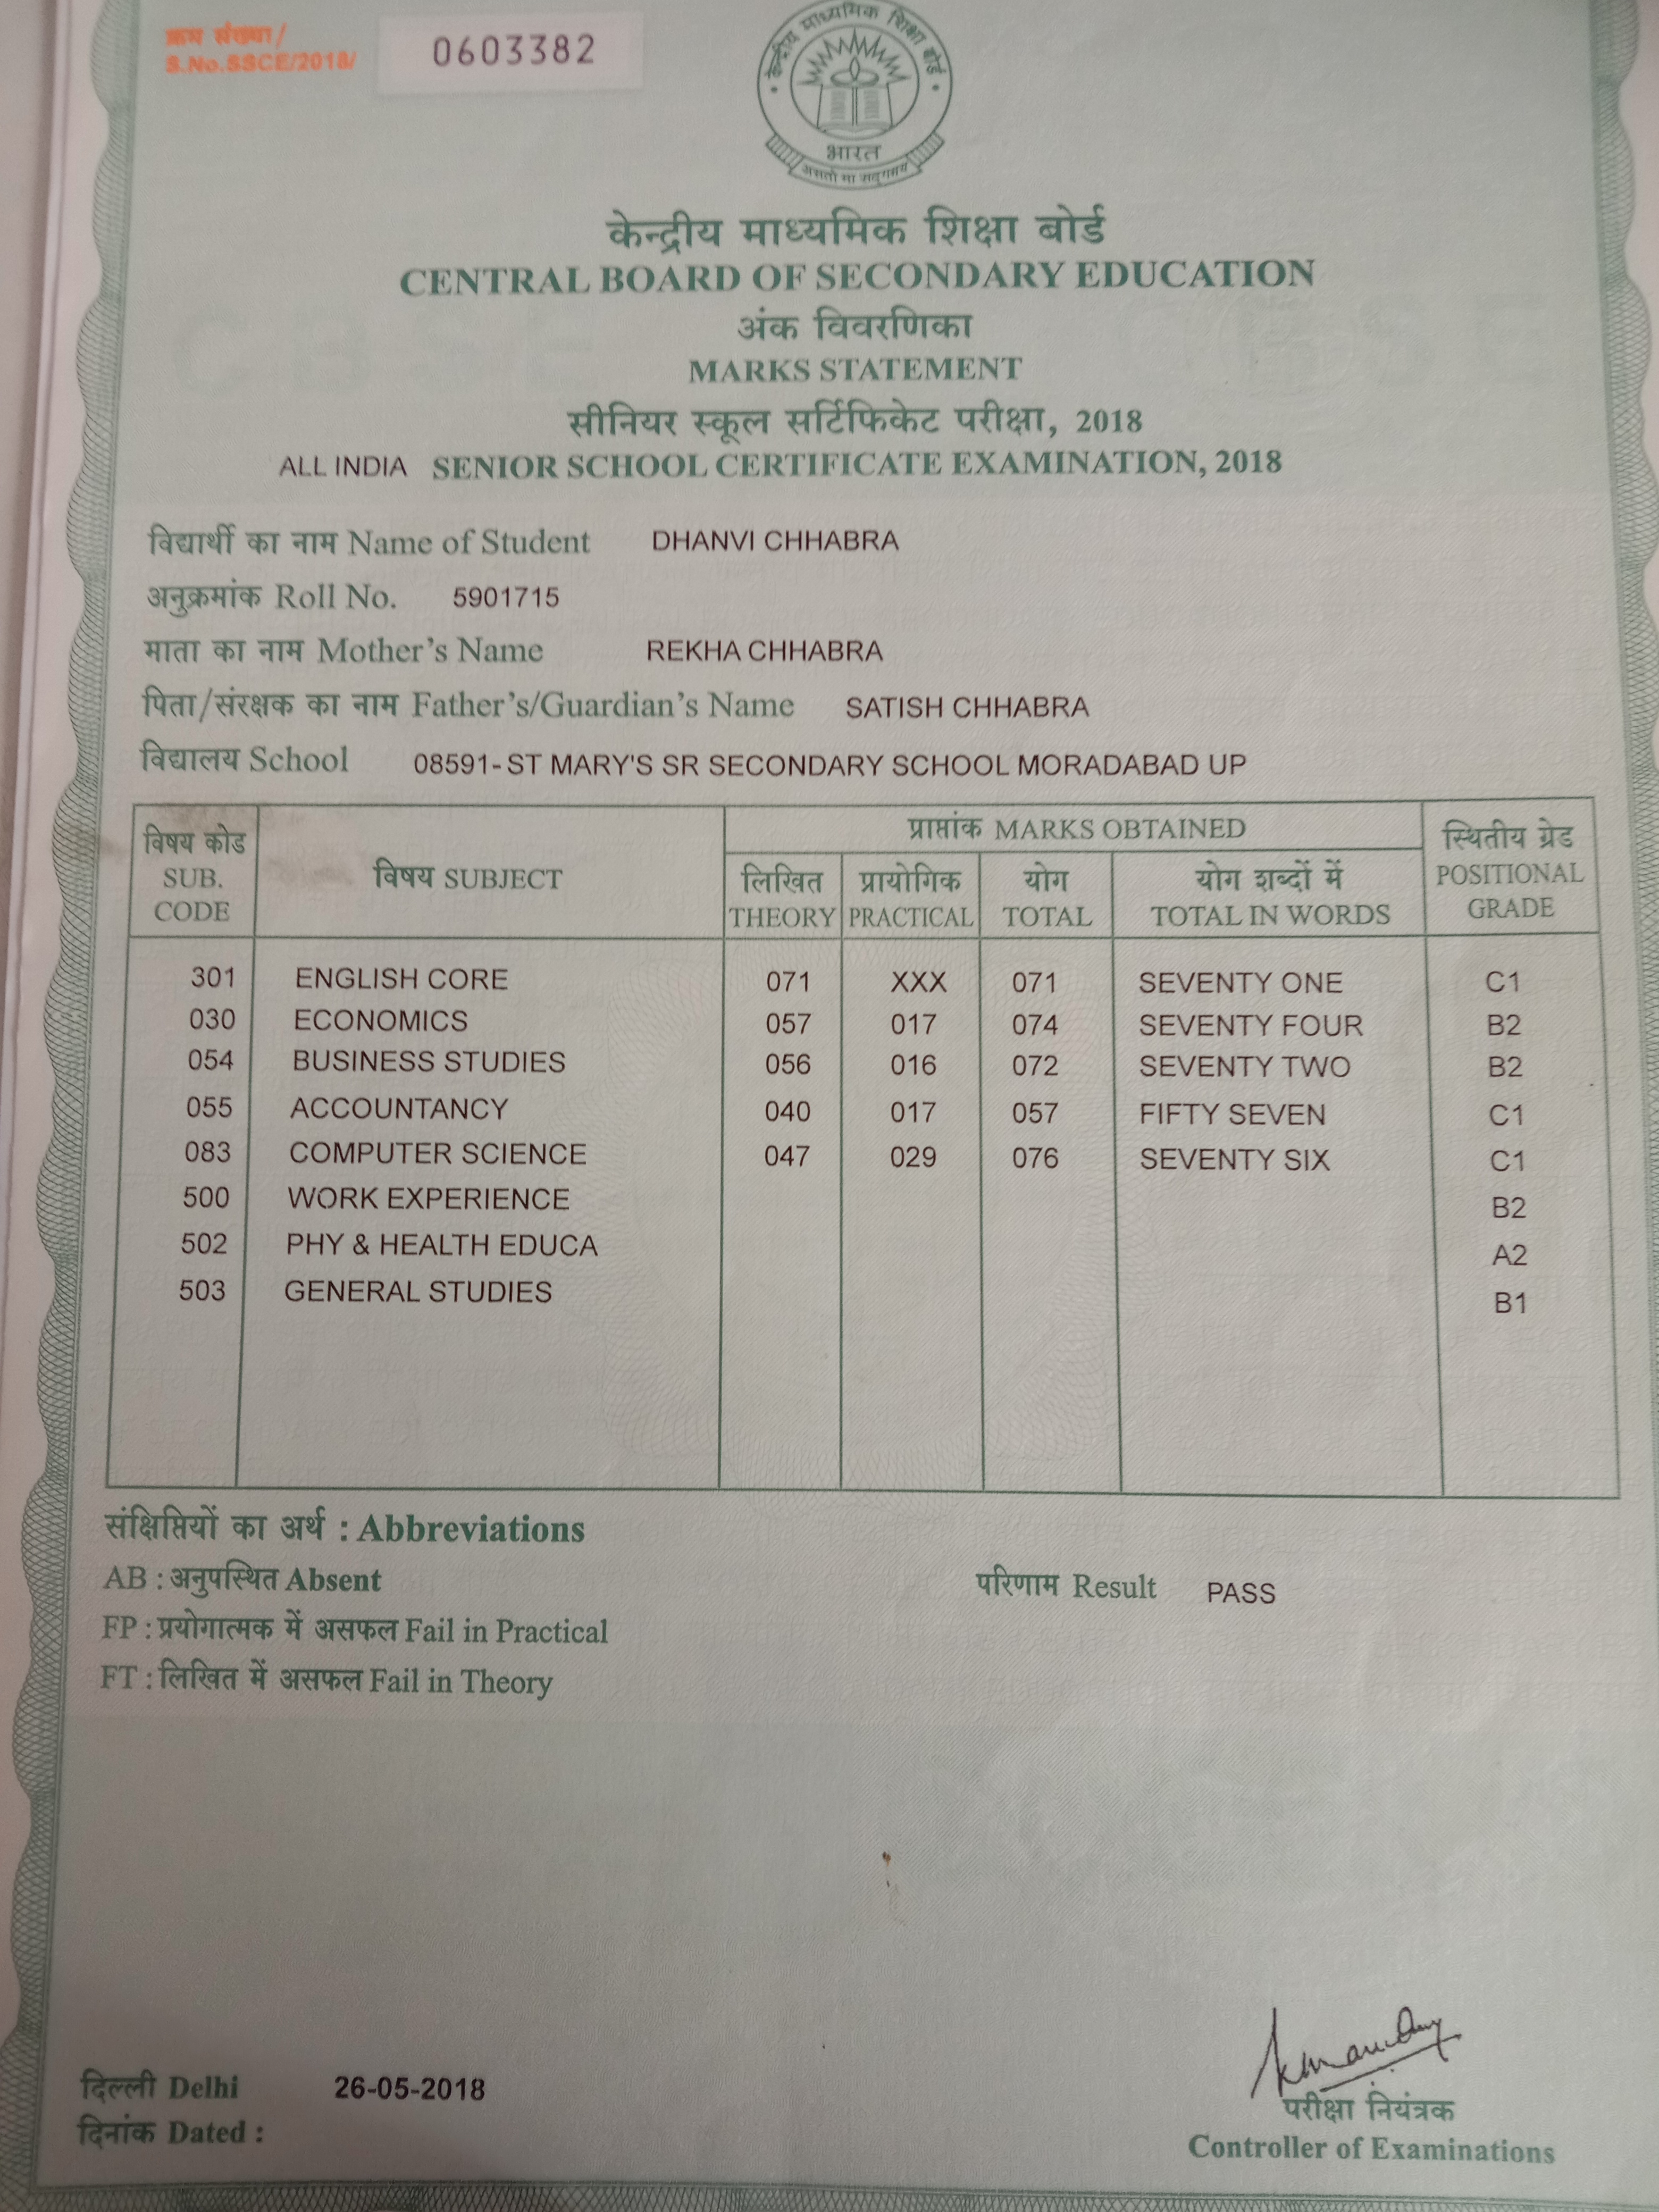 क्रम संख्या/
S.No.SSCE/2018/ 0603382
केन्द्रीय माध्यमिक शिक्षा बोर्ड
भारत
असतो मा सद्गमय
केन्द्रीय माध्यमिक शिक्षा बोर्ड
CENTRAL BOARD OF SECONDARY EDUCATION
अंक विवरणिका
MARKS STATEMENT
सीनियर स्कूल सर्टिफिकेट परीक्षा, 2018
ALL INDIA SENIOR SCHOOL CERTIFICATE EXAMINATION, 2018
विद्यार्थी का नाम Name of Student DHANVI CHHABRA
अनुक्रमांक Roll No. 5901715
माता का नाम Mother's Name REKHA CHHABRA
पिता/संरक्षक का नाम Father's/Guardian's Name SATISH CHHABRA
विद्यालय School 08591- ST MARY'S SR SECONDARY SCHOOL MORADABAD UP
विषय कोड SUB. CODE विषय SUBJECT प्राप्तांक MARKS OBTAINED स्थितीय ग्रेड POSITIONAL GRADE
लिखित THEORY प्रायोगिक PRACTICAL योग TOTAL योग शब्दों में TOTAL IN WORDS
301 ENGLISH CORE 071 XXX 071 SEVENTY ONE C1
030 ECONOMICS 057 017 074 SEVENTY FOUR B2
054 BUSINESS STUDIES 056 016 072 SEVENTY TWO B2
055 ACCOUNTANCY 040 017 057 FIFTY SEVEN C1
083 COMPUTER SCIENCE 047 029 076 SEVENTY SIX C1
500 WORK EXPERIENCE B2
502 PHY & HEALTH EDUCA A2
503 GENERAL STUDIES B1
संक्षिप्तियों का अर्थ : Abbreviations
AB : अनुपस्थित Absent परिणाम Result PASS
FP : प्रयोगात्मक में असफल Fail in Practical
FT : लिखित में असफल Fail in Theory
दिल्ली Delhi 26-05-2018
दिनांक Dated :
परीक्षा नियंत्रक
Controller of Examinations